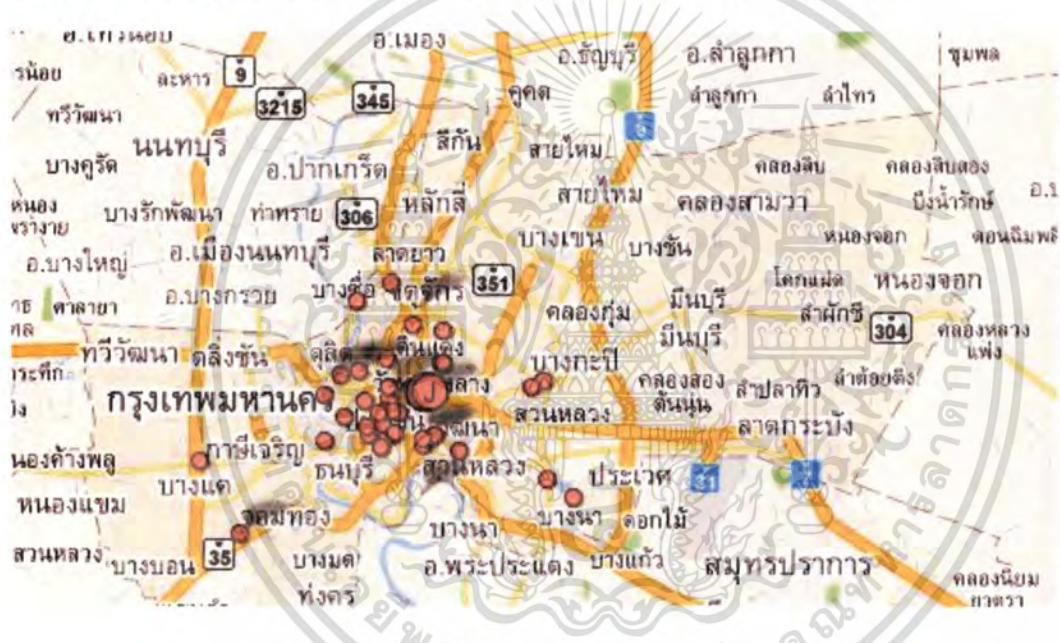 อ.เมือง
อ.ธัญบุรี
อ.ลำลูกกา
ชุมพล
ละหาร
9
3215
345
คูคต
ลำลูกกา
ลำไทร
ทวีวัฒนา
นนทบุรี
สีกัน
สายไหม
บางคูรัด
อ.ปากเกร็ด
คลองสิบ
คลองสิบสอง
สายไหม
คลองสามวา
บึงน้ำรักษ์
บางรักพัฒนา
ท่าทราย
306
หลักสี่
บางเขน
บางชัน
หนองจอก
ดอนฉิมพลี
อ.เมืองนนทบุรี
ลาดยาว
อ.บางใหญ่
อ.บางกรวย
บางซื่อ
จตุจักร
351
มีนบุรี
โคกแฝด
หนองจอก
ศาลายา
คลองกุ่ม
ลำผักชี
304
คลองหลวง
แพ่ง
ทวีวัฒนา
ตลิ่งชัน
ดุสิต
ดินแดง
บางกะปิ
มีนบุรี
กรุงเทพมหานคร
J
คลองสอง
ต้นนุ่น
ลำปลาทิว
ลำต้อยติ่ง
สวนหลวง
ลาดกระบัง
ภาษีเจริญ
ธนบุรี
สวนหลวง
ประเวศ
บางแค
หนองแขม
จอมทอง
บางนา
บางนา
ดอกไม้
สวนหลวง
บางบอน
35
บางมด
อ.พระประแดง
บางแก้ว
สมุทรปราการ
ทุ่งครุ
คลองนิยม
ยาตรา